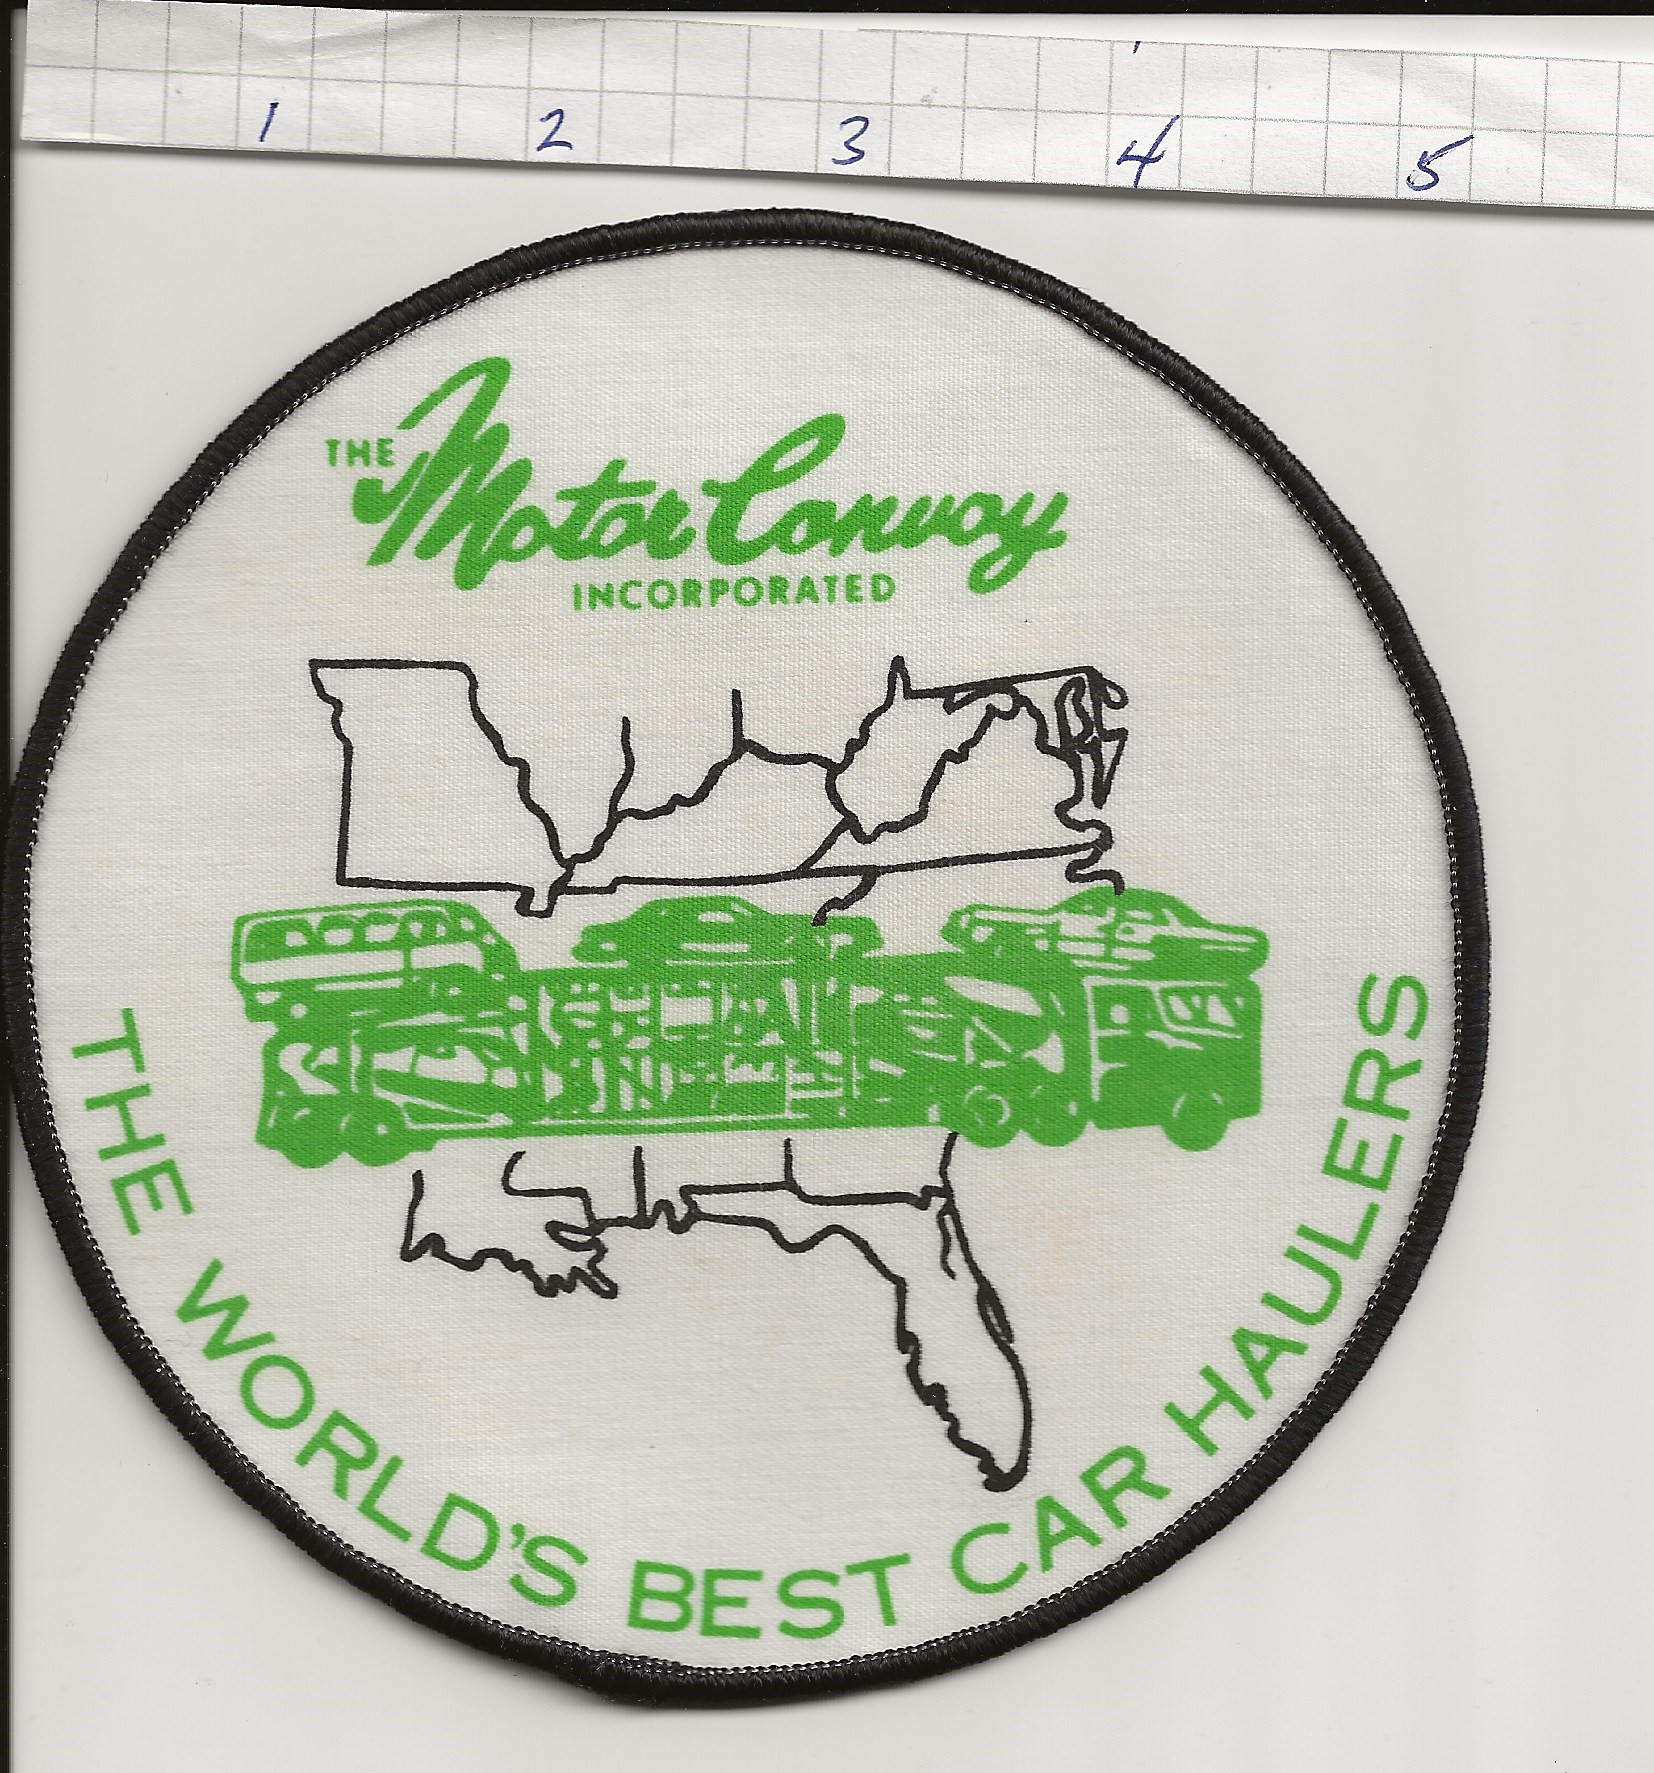 1 2 3 4 5
THE Motor Convoy
INCORPORATED
THE WORLD'S BEST CAR HAULERS